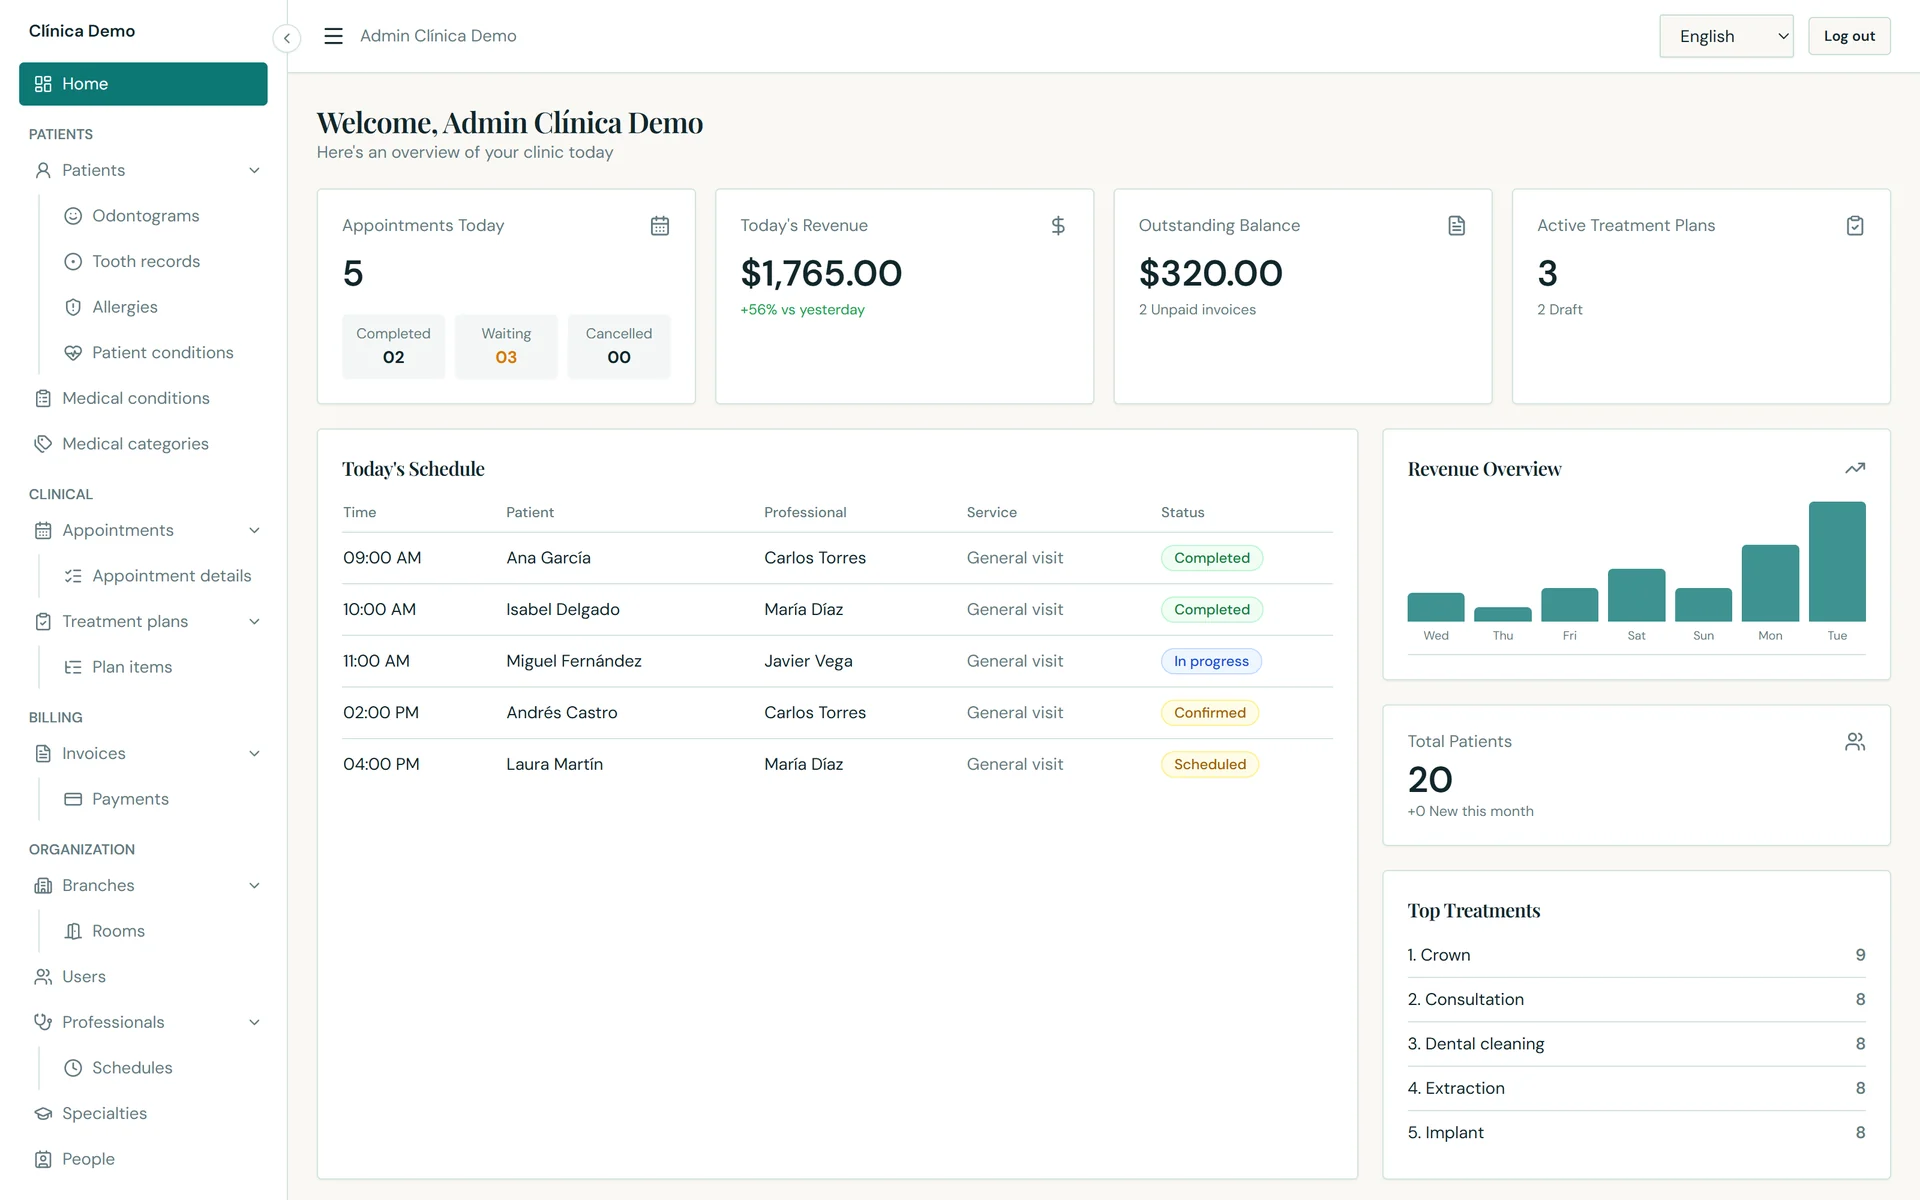 Clínica Demo
Home
PATIENTS
Patients
Odontograms
Tooth records
Allergies
Patient conditions
Medical conditions
Medical categories
CLINICAL
Appointments
Appointment details
Treatment plans
Plan items
BILLING
Invoices
Payments
ORGANIZATION
Branches
Rooms
Users
Professionals
Schedules
Specialties
People
Admin Clínica Demo
English
Log out
Welcome, Admin Clínica Demo
Here's an overview of your clinic today
Appointments Today
5
Completed Waiting Cancelled
02 03 00
Today's Revenue
$1,765.00
+56% vs yesterday
Outstanding Balance
$320.00
2 Unpaid invoices
Active Treatment Plans
3
2 Draft
Today's Schedule
Time Patient Professional Service Status
09:00 AM Ana García Carlos Torres General visit Completed
10:00 AM Isabel Delgado María Díaz General visit Completed
11:00 AM Miguel Fernández Javier Vega General visit In progress
02:00 PM Andrés Castro Carlos Torres General visit Confirmed
04:00 PM Laura Martín María Díaz General visit Scheduled
Revenue Overview
Wed Thu Fri Sat Sun Mon Tue
Total Patients
20
+0 New this month
Top Treatments
1. Crown 9
2. Consultation 8
3. Dental cleaning 8
4. Extraction 8
5. Implant 8